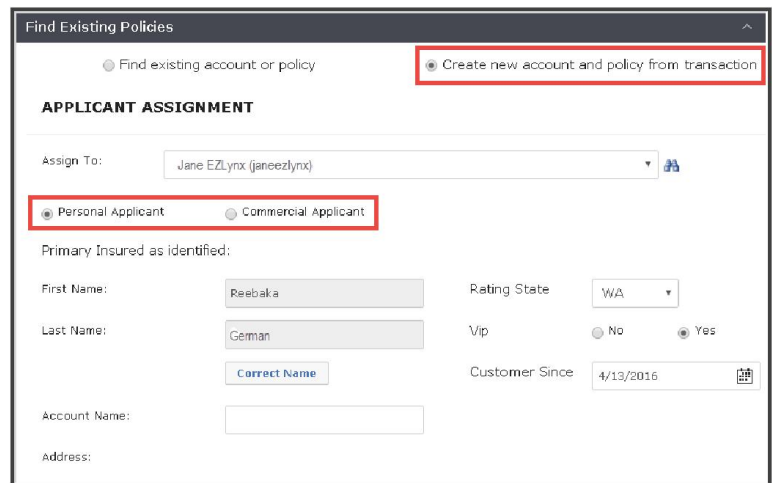 Find Existing Policies
Find existing account or policy Create new account and policy from transaction
APPLICANT ASSIGNMENT
Assign To: Jane EZLynx (janeezlynx)
Personal Applicant Commercial Applicant
Primary Insured as identified:
First Name: Reebaka Rating State WA
Last Name: German Vip No Yes
Correct Name Customer Since 4/13/2016
Account Name:
Address: